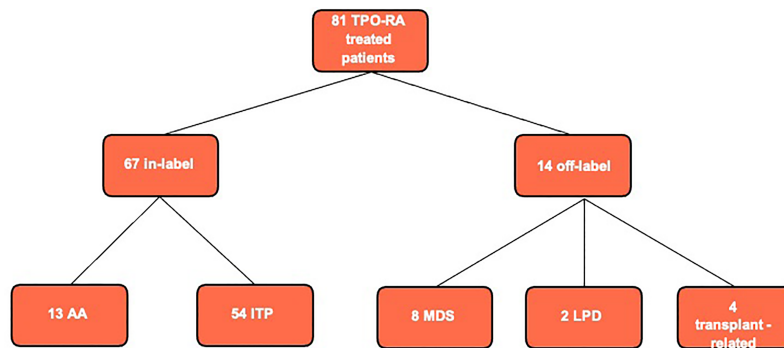 81 TPO-RA
treated
patients
67 in-label
14 off-label
13 AA
54 ITP
8 MDS
2 LPD
4
transplant -
related